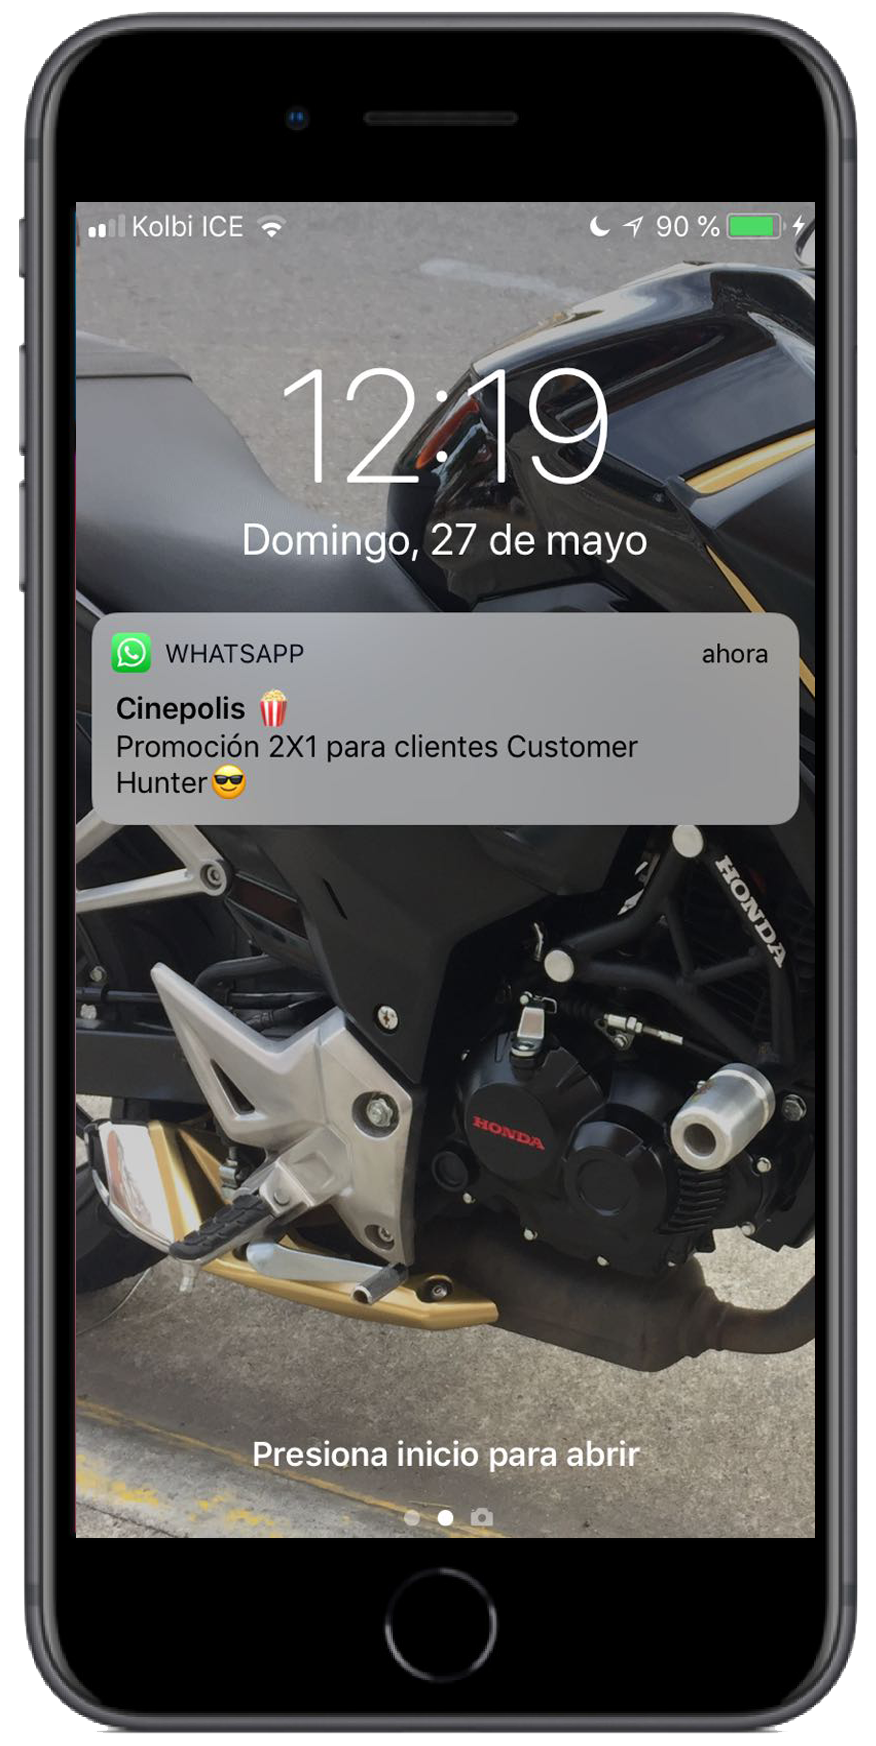 Kolbi ICE 90 %
12:19
Domingo, 27 de mayo
WHATSAPP ahora
Cinepolis 🍿
Promoción 2X1 para clientes Customer
Hunter😎
HONDA
HONDA
Presiona inicio para abrir